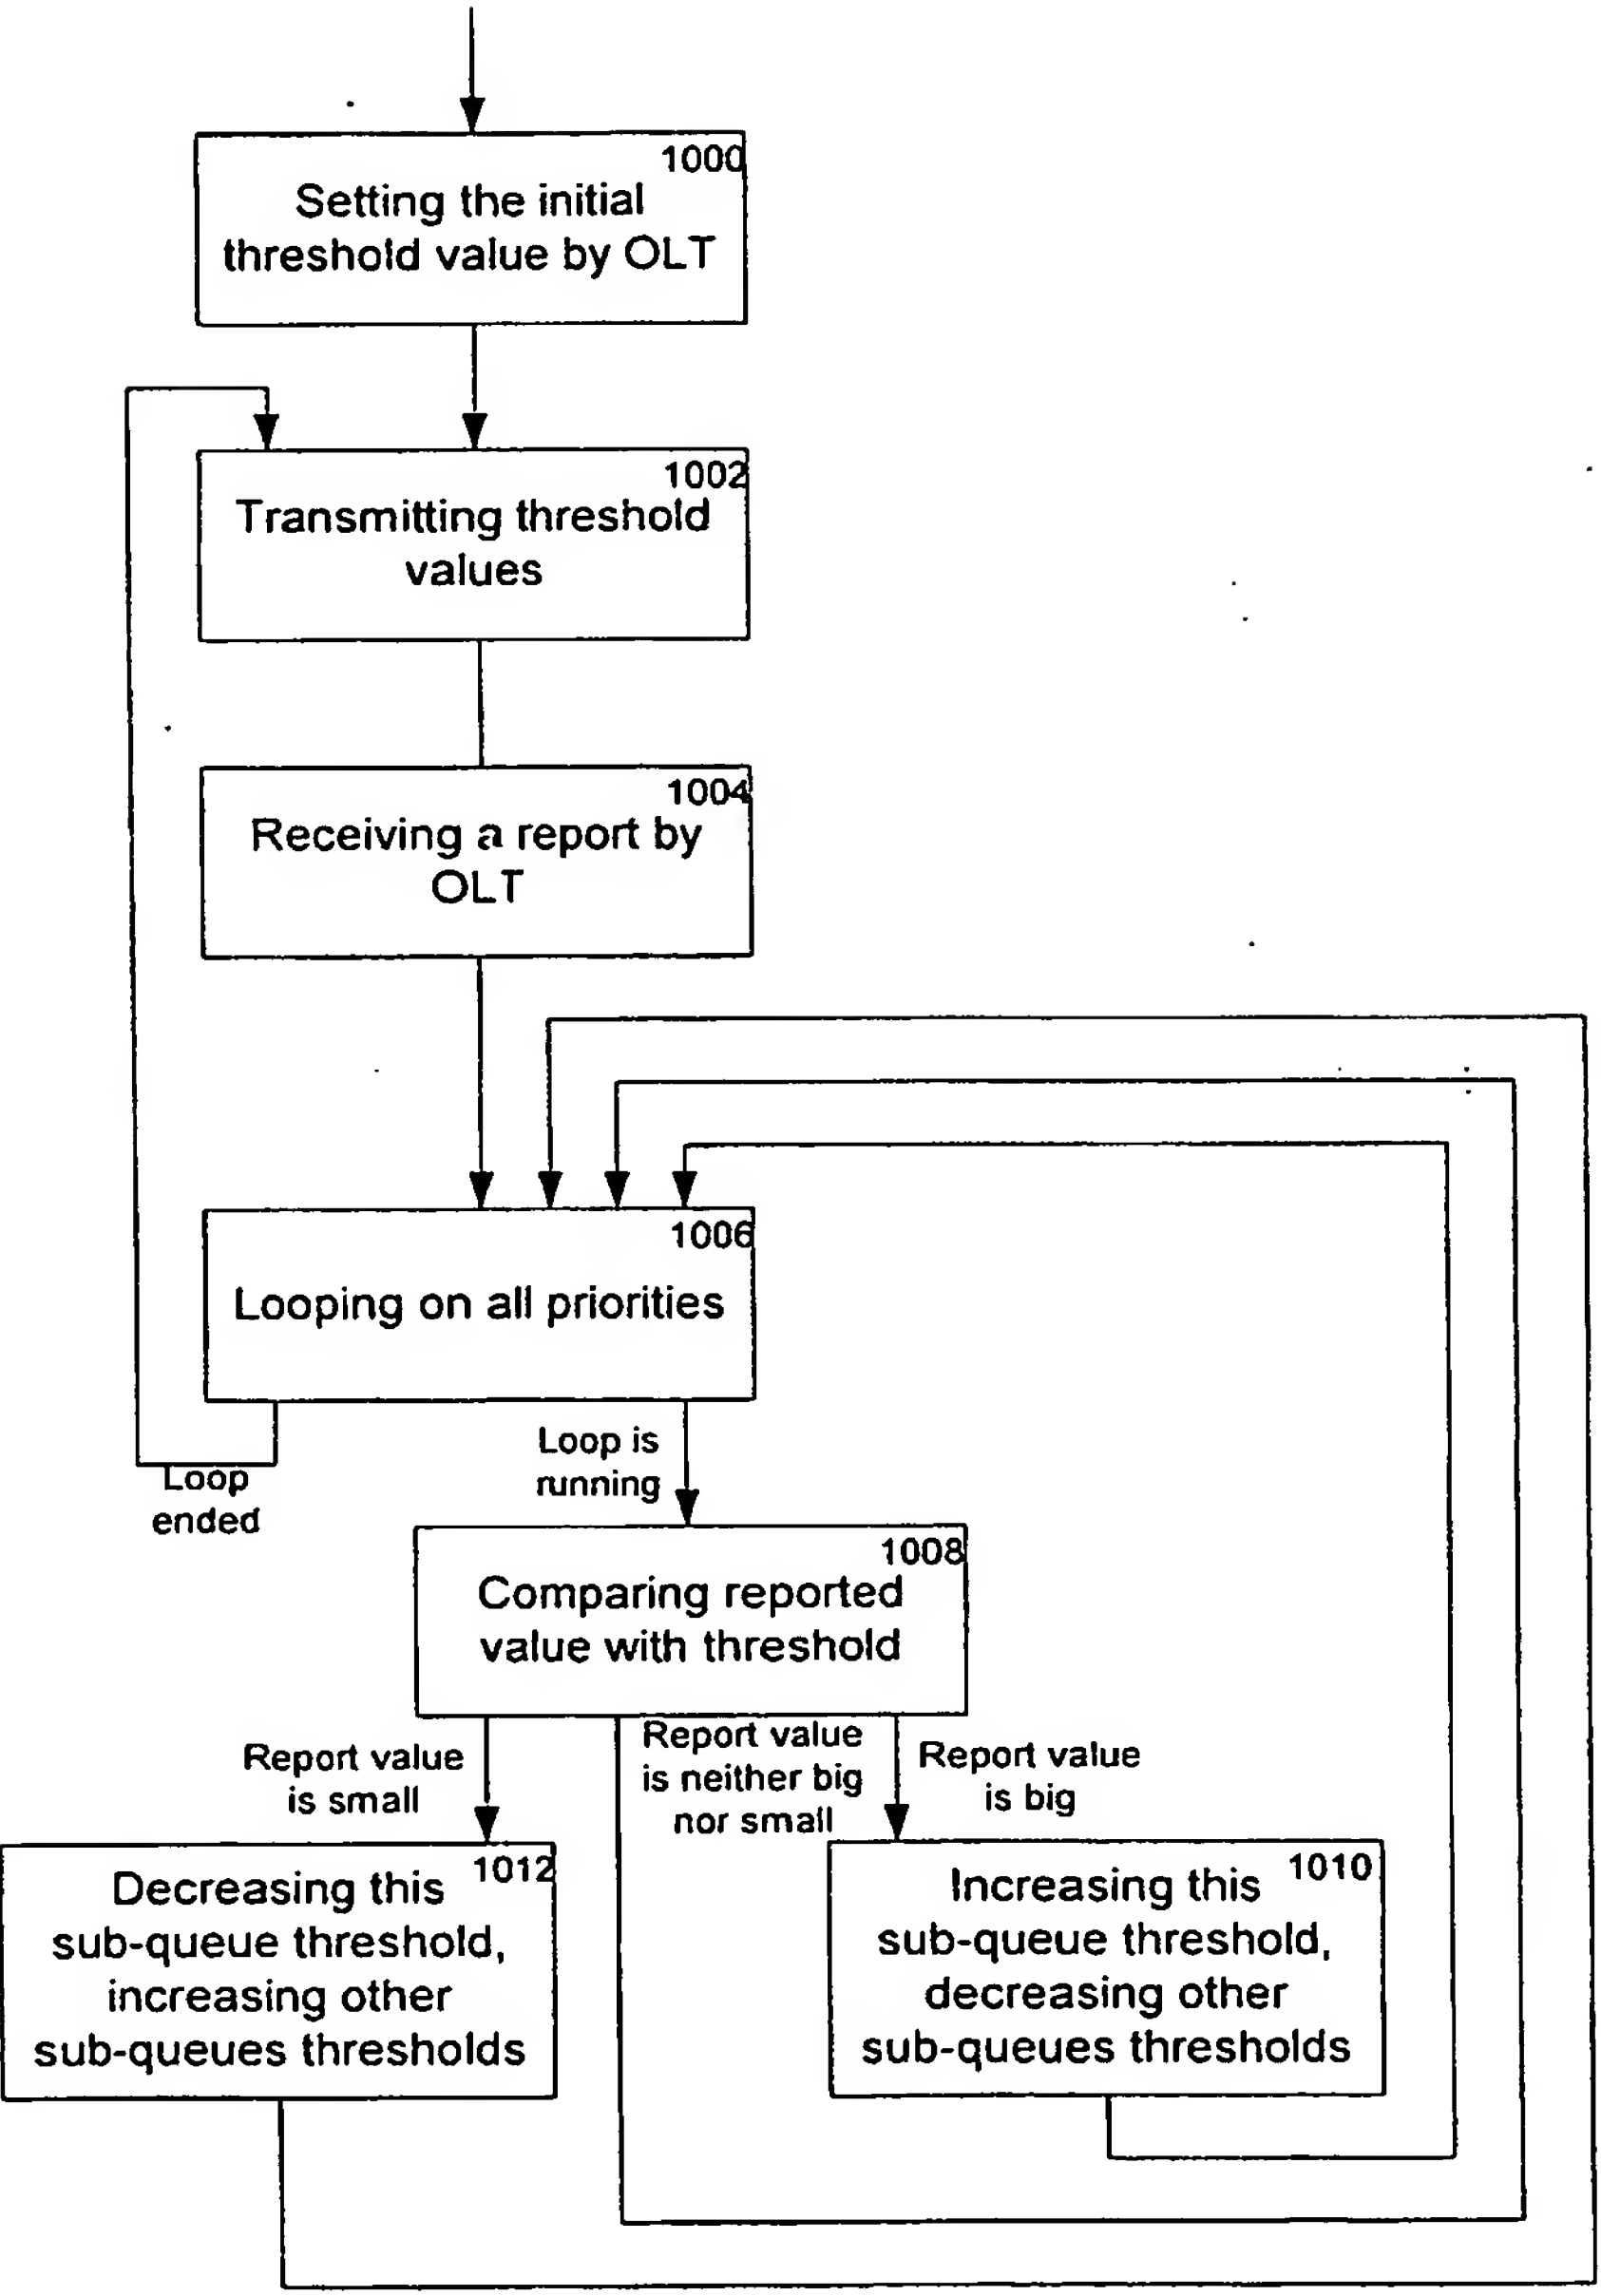 1000
Setting the initial
threshold value by OLT
1002
Transmitting threshold
values
1004
Receiving a report by
OLT
1006
Looping on all priorities
Loop is
running
Loop
ended
1008
Comparing reported
value with threshold
Report value
is small
Report value
is neither big
nor small
Report value
is big
1012
Decreasing this
sub-queue threshold,
increasing other
sub-queues thresholds
1010
Increasing this
sub-queue threshold,
decreasing other
sub-queues thresholds